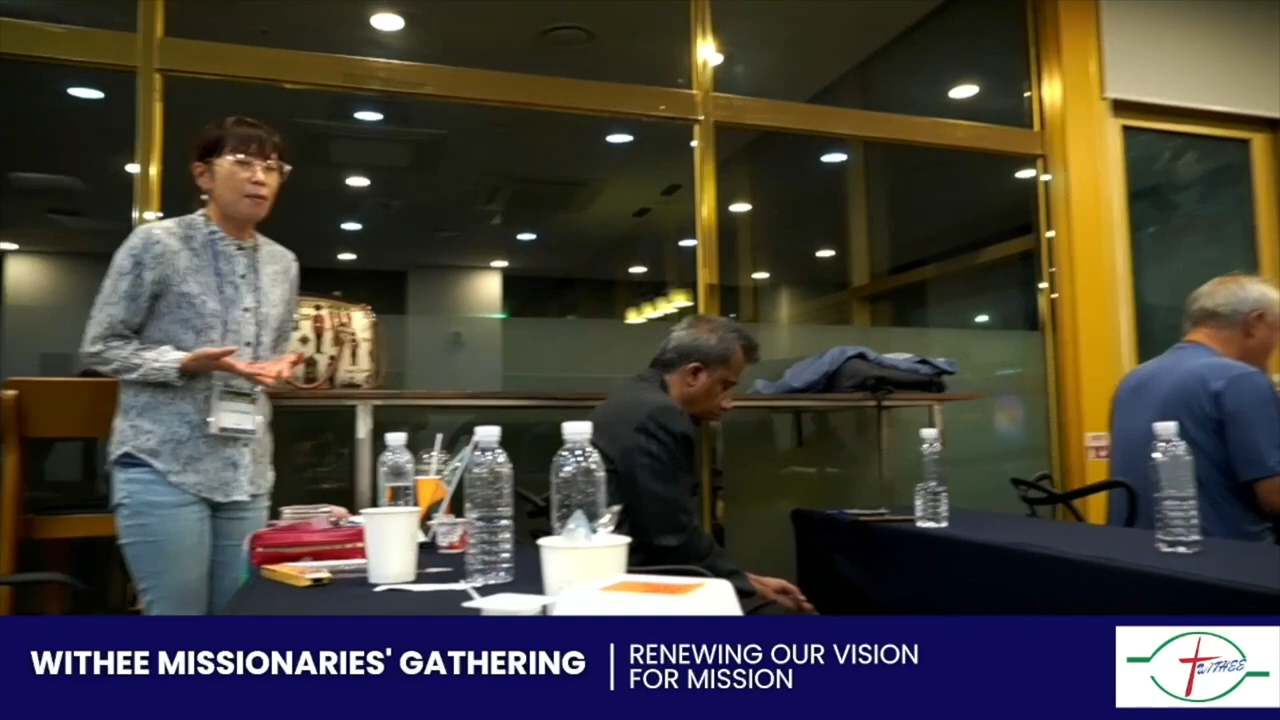 WITHEE MISSIONARIES' GATHERING
RENEWING OUR VISION
FOR MISSION
WITHEE